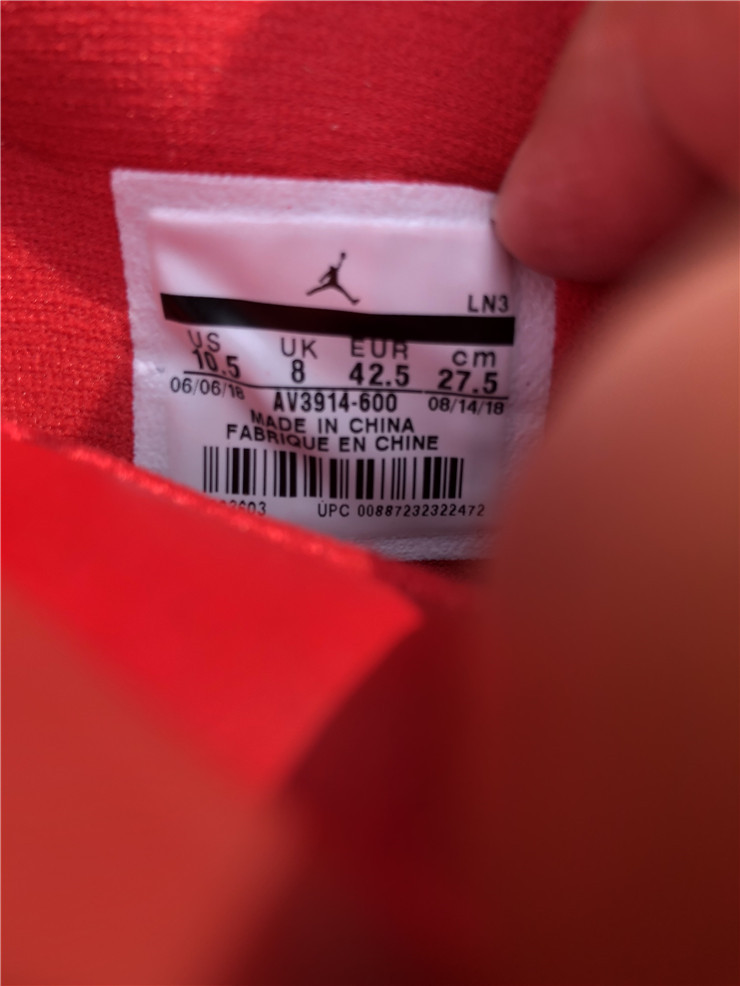 LN3
US UK EUR cm
10.5 8 42.5 27.5
06/06/18 AV3914-600 08/14/18
MADE IN CHINA
FABRIQUE EN CHINE
UPC 00887232322472